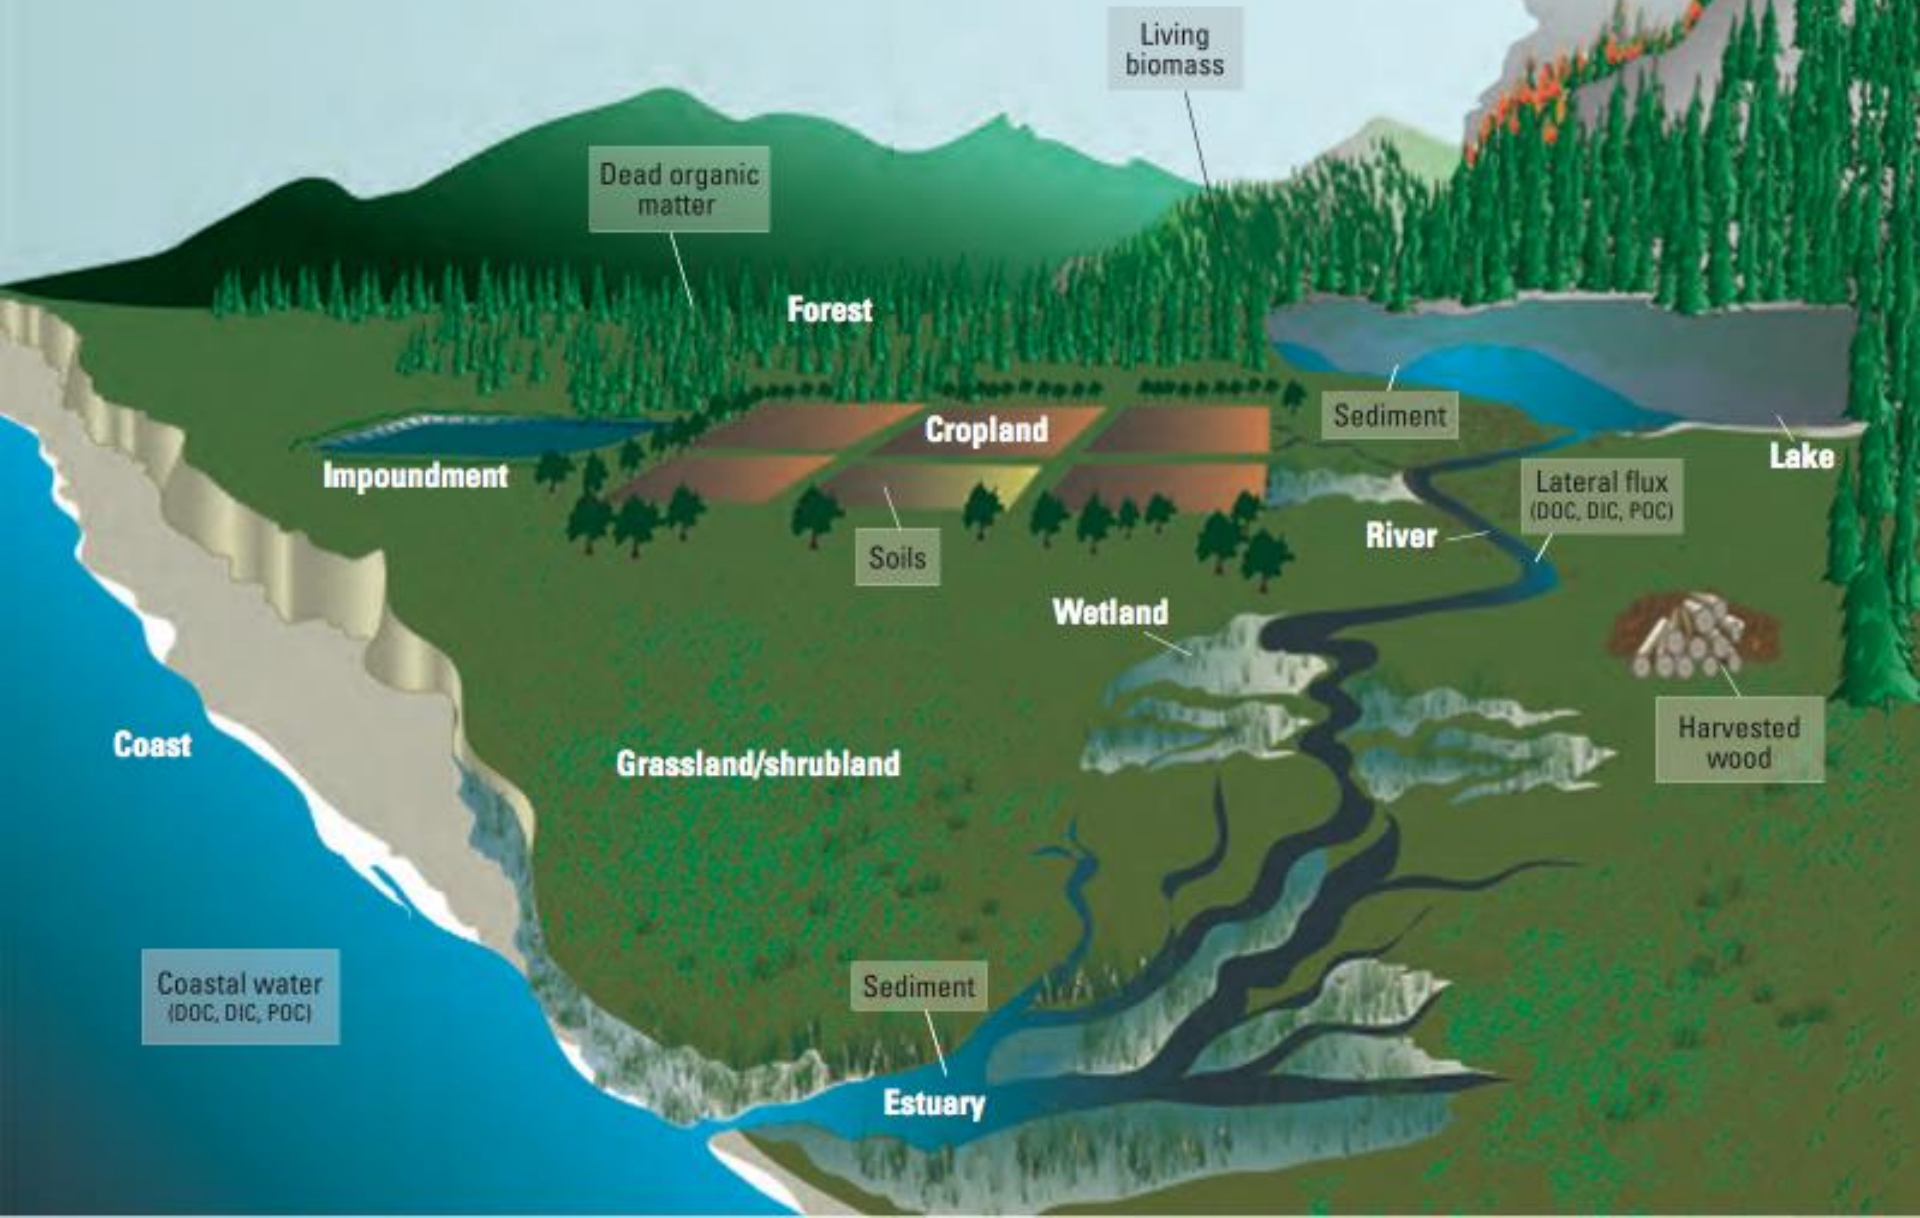 Living
biomass
Dead organic
matter
Forest
Cropland
Sediment
Impoundment
Lake
Lateral flux
(DOC, DIC, POC)
River
Soils
Wetland
Harvested
wood
Coast
Grassland/shrubland
Coastal water
(DOC, DIC, POC)
Sediment
Estuary